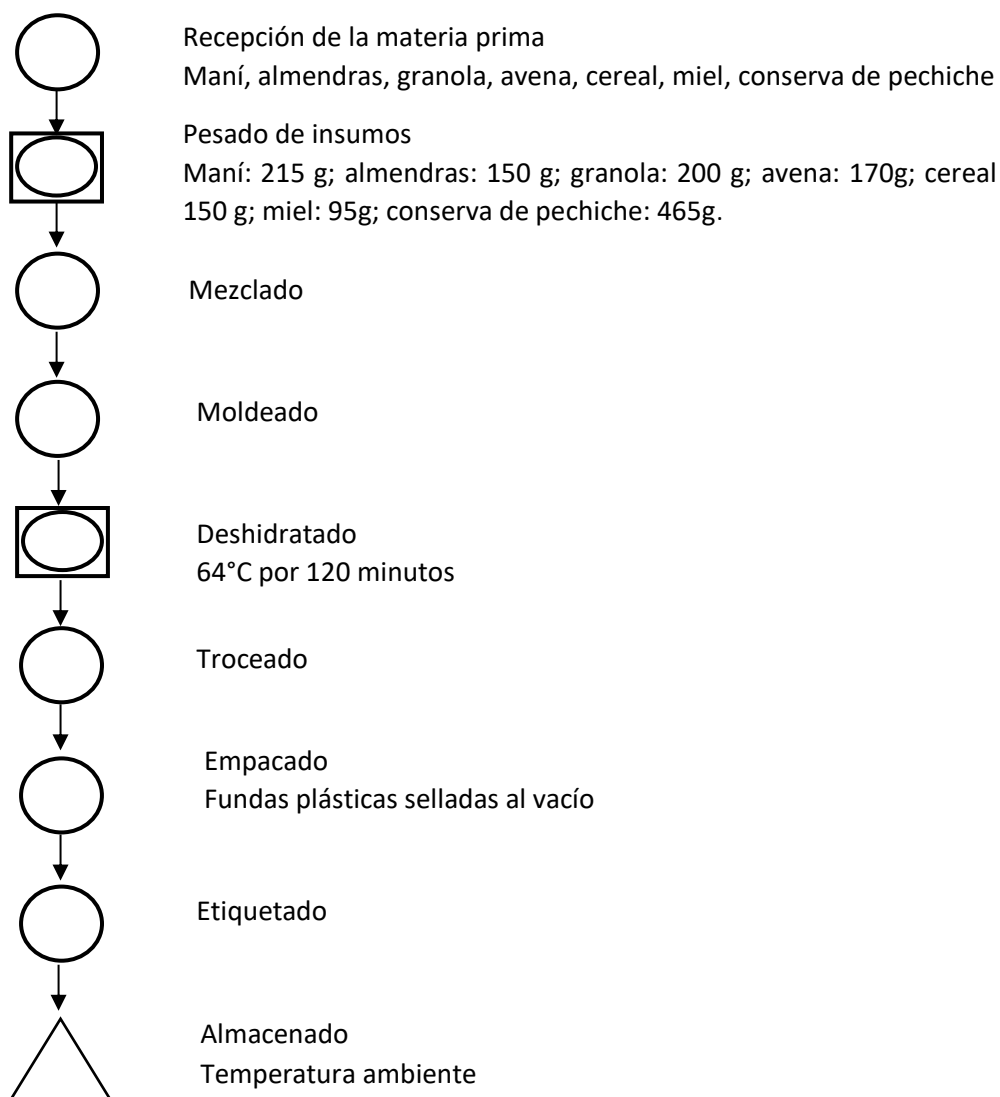 Recepción de la materia prima
Maní, almendras, granola, avena, cereal, miel, conserva de pechiche
Pesado de insumos
Maní: 215 g; almendras: 150 g; granola: 200 g; avena: 170g; cereal
150 g; miel: 95g; conserva de pechiche: 465g.
Mezclado
Moldeado
Deshidratado
64°C por 120 minutos
Troceado
Empacado
Fundas plásticas selladas al vacío
Etiquetado
Almacenado
Temperatura ambiente